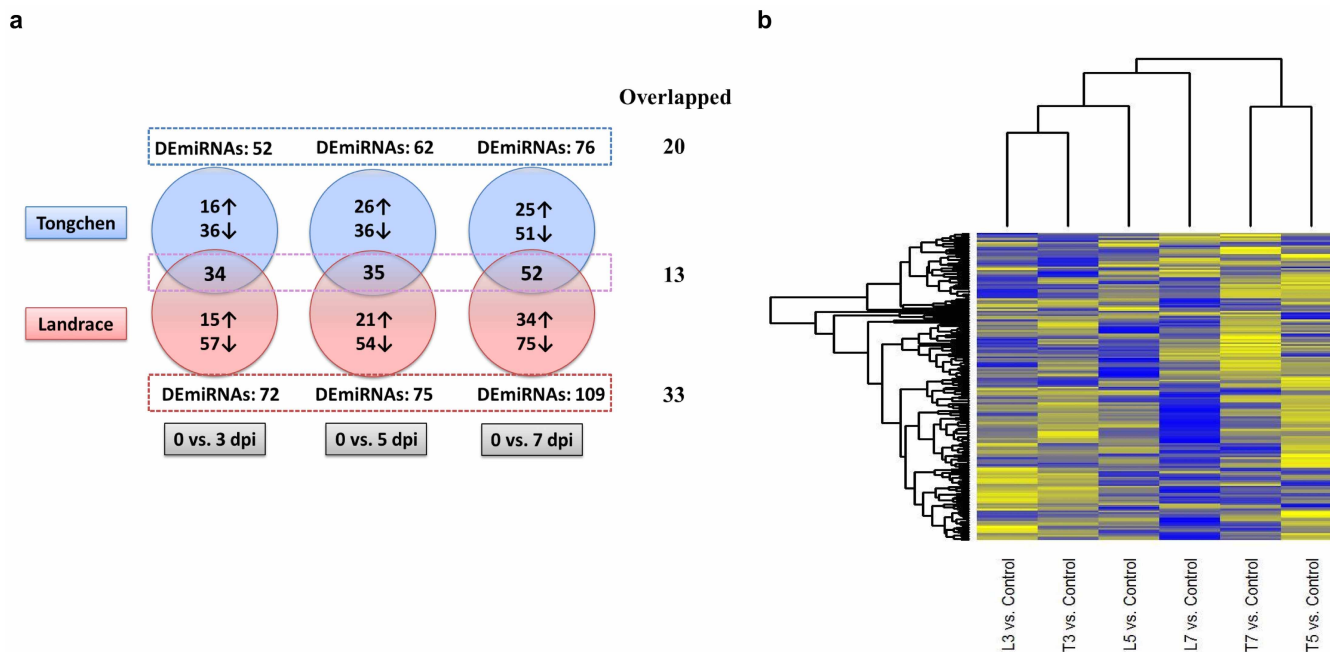 a
b
Overlapped
DEmiRNAs: 52
DEmiRNAs: 62
DEmiRNAs: 76
20
Tongchen
16↑
36↓
26↑
36↓
25↑
51↓
34
35
52
13
Landrace
15↑
57↓
21↑
54↓
34↑
75↓
DEmiRNAs: 72
DEmiRNAs: 75
DEmiRNAs: 109
33
0 vs. 3 dpi
0 vs. 5 dpi
0 vs. 7 dpi
L3 vs. Control
T3 vs. Control
L5 vs. Control
L7 vs. Control
T7 vs. Control
T5 vs. Control